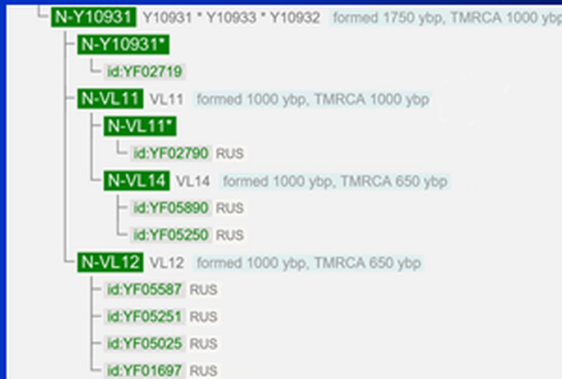 N-Y10931 Y10931 * Y10933 * Y10932 formed 1750 ybp, TMRCA 1000 ybp
N-Y10931*
id:YF02719
N-VL11 VL11 formed 1000 ybp, TMRCA 1000 ybp
N-VL11*
id:YF02790 RUS
N-VL14 VL14 formed 1000 ybp, TMRCA 650 ybp
id:YF05890 RUS
id:YF05250 RUS
N-VL12 VL12 formed 1000 ybp, TMRCA 650 ybp
id:YF05587 RUS
id:YF05251 RUS
id:YF05025 RUS
id:YF01697 RUS